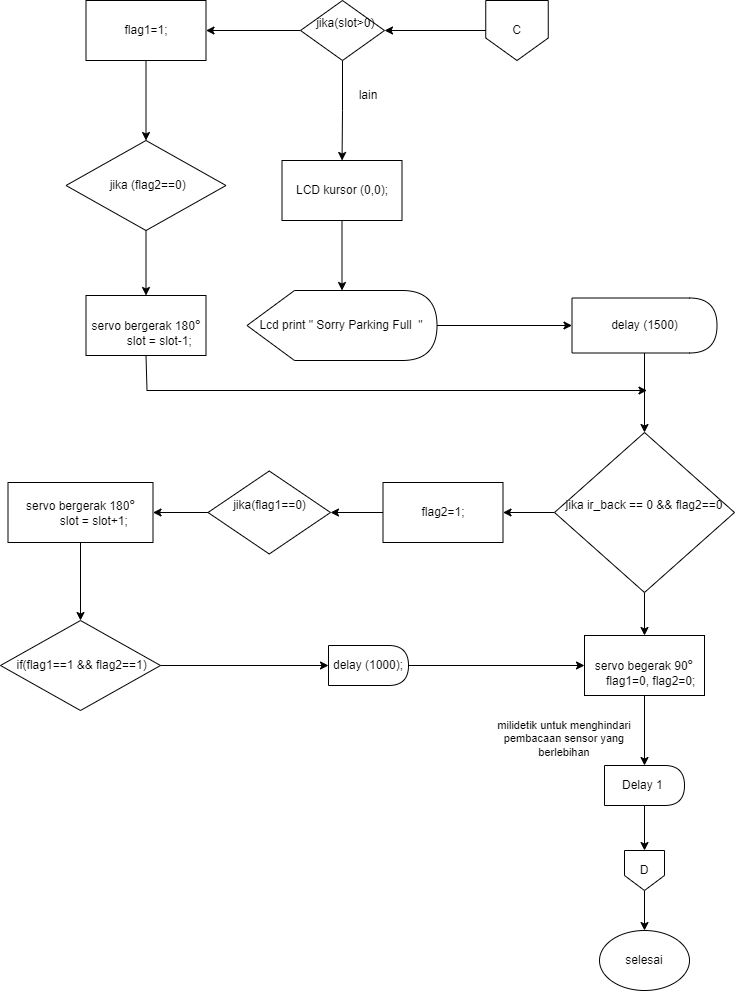 flag1=1;
jika(slot>0)
C
lain
jika (flag2==0)
LCD kursor (0,0);
servo bergerak 180°
slot = slot-1;
Lcd print " Sorry Parking Full "
delay (1500)
servo bergerak 180°
slot = slot+1;
jika(flag1==0)
flag2=1;
jika ir_back == 0 && flag2==0
if(flag1==1 && flag2==1)
delay (1000);
servo begerak 90°
flag1=0, flag2=0;
milidetik untuk menghindari
pembacaan sensor yang
berlebihan
Delay 1
D
selesai